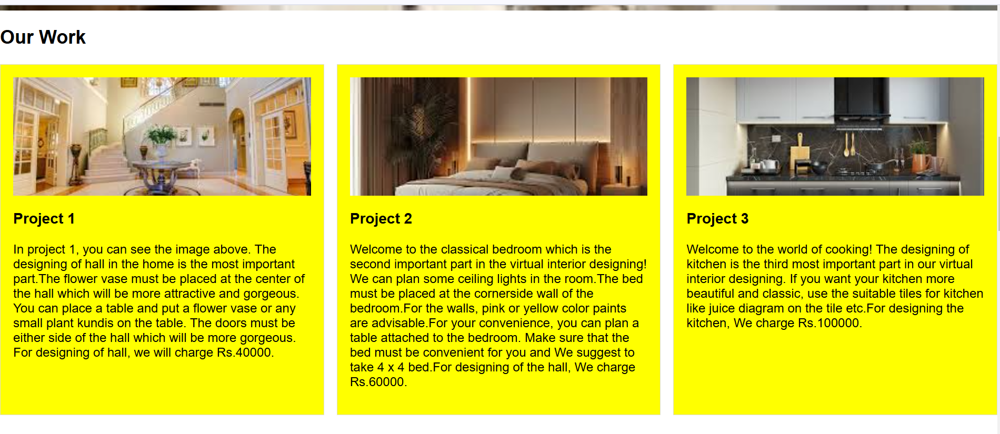 Our Work
Project 1
In project 1, you can see the image above. The
designing of hall in the home is the most important
part.The flower vase must be placed at the center of
the hall which will be more attractive and gorgeous.
You can place a table and put a flower vase or any
small plant kundis on the table. The doors must be
either side of the hall which will be more gorgeous.
For designing of hall, we will charge Rs.40000.
Project 2
Welcome to the classical bedroom which is the
second important part in the virtual interior designing!
We can plan some ceiling lights in the room.The bed
must be placed at the cornerside wall of the
bedroom.For the walls, pink or yellow color paints
are advisable.For your convenience, you can plan a
table attached to the bedroom. Make sure that the
bed must be convenient for you and We suggest to
take 4 x 4 bed.For designing of the hall, We charge
Rs.60000.
Project 3
Welcome to the world of cooking! The designing of
kitchen is the third most important part in our virtual
interior designing. If you want your kitchen more
beautiful and classic, use the suitable tiles for kitchen
like juice diagram on the tile etc.For designing the
kitchen, We charge Rs.100000.